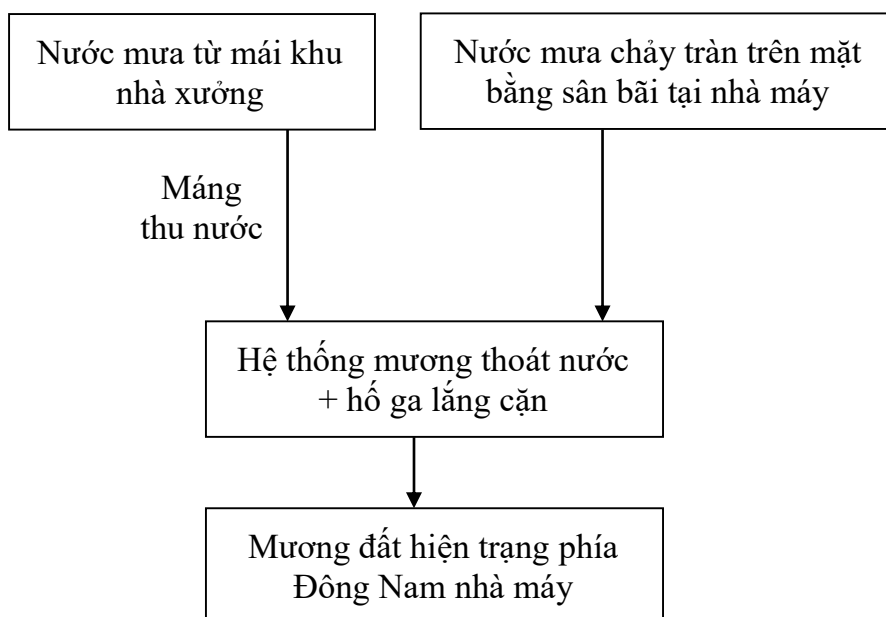 Nước mưa từ mái khu
nhà xưởng
Nước mưa chảy tràn trên mặt
bằng sân bãi tại nhà máy
Máng
thu nước
Hệ thống mương thoát nước
+ hố ga lắng cặn
Mương đất hiện trạng phía
Đông Nam nhà máy